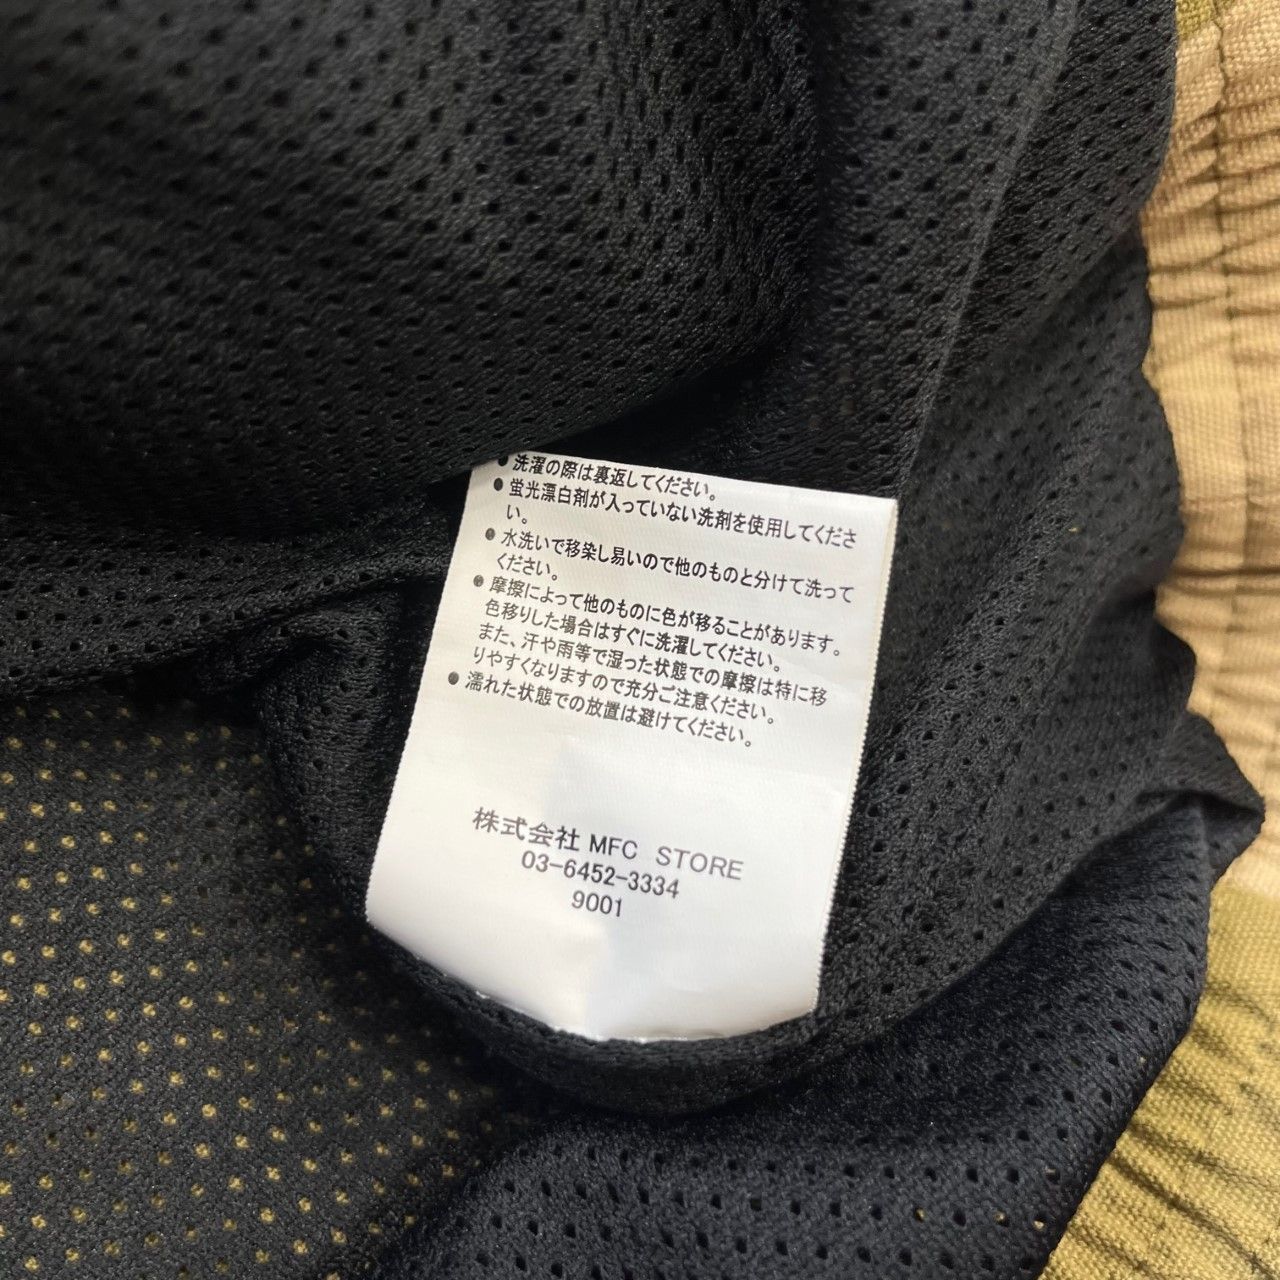 ● 洗濯の際は裏返してください。
● 蛍光漂白剤が入っていない洗剤を使用してくださ
い。
● 水洗いで移染し易いので他のものと分けて洗って
ください。
● 摩擦によって他のものに色が移ることがあります。
色移りした場合はすぐに洗濯してください。
また、汗や雨等で湿った状態での摩擦は特に移
りやすくなりますので充分ご注意ください。
● 濡れた状態での放置は避けてください。
株式会社 MFC STORE
03-6452-3334
9001